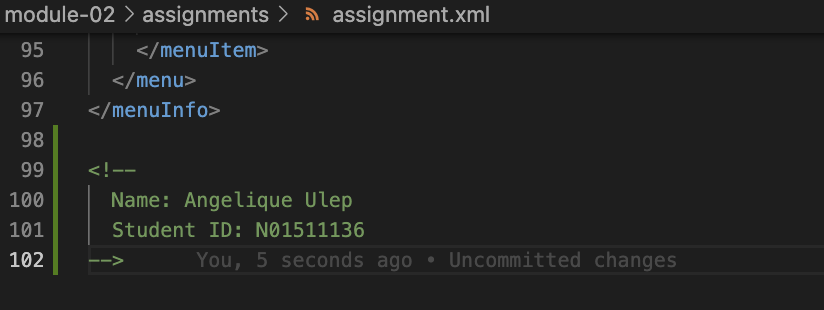 module-02 > assignments > assignment.xml
95 </menuItem>
96 </menu>
97 </menuInfo>
98
99 <!--
100 Name: Angelique Ulep
101 Student ID: N01511136
102 --> You, 5 seconds ago • Uncommitted changes